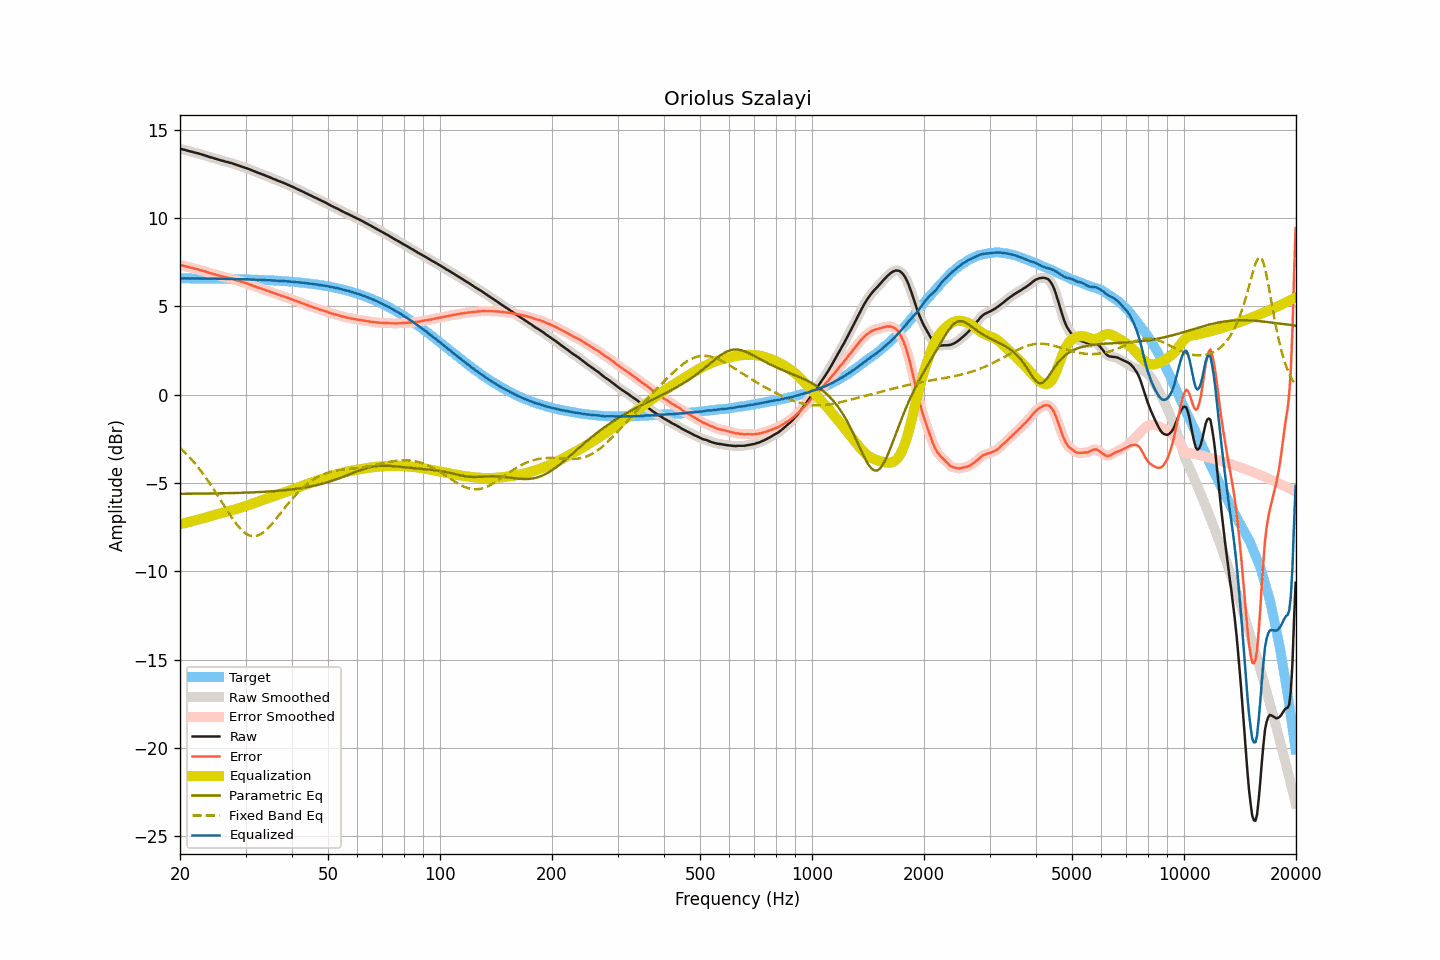 Oriolus Szalayi
15
10
5
0
−5
−10
−15
−20
−25
Amplitude (dBr)
Target
Raw Smoothed
Error Smoothed
Raw
Error
Equalization
Parametric Eq
Fixed Band Eq
Equalized
20 50 100 200 500 1000 2000 5000 10000 20000
Frequency (Hz)